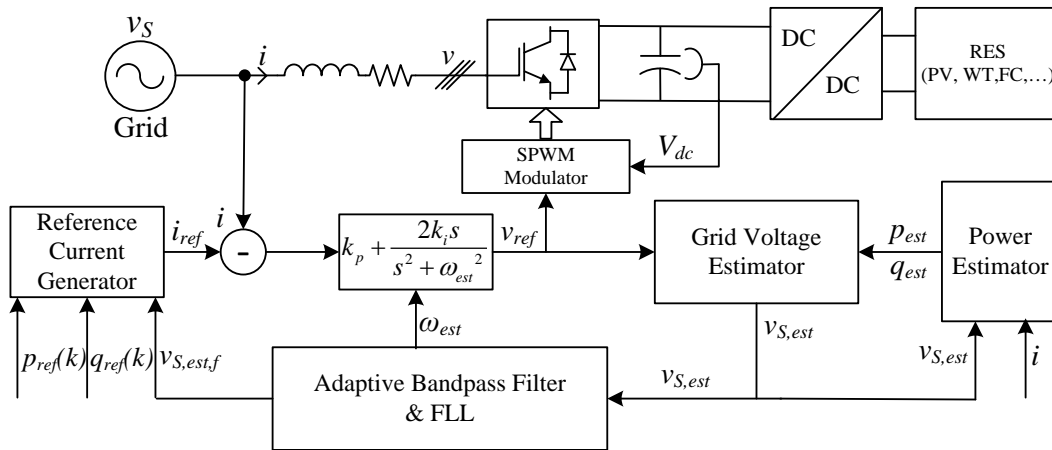 v_S
Grid
i
v
DC
DC
RES
(PV, WT,FC,...)
V_dc
SPWM
Modulator
Reference
Current
Generator
i_ref
i
-
k_p + 2k_i s / (s^2 + ω_est^2)
v_ref
Grid Voltage
Estimator
p_est
q_est
Power
Estimator
ω_est
v_S,est
p_ref(k)
q_ref(k)
v_S,est,f
Adaptive Bandpass Filter
& FLL
v_S,est
v_S,est
i